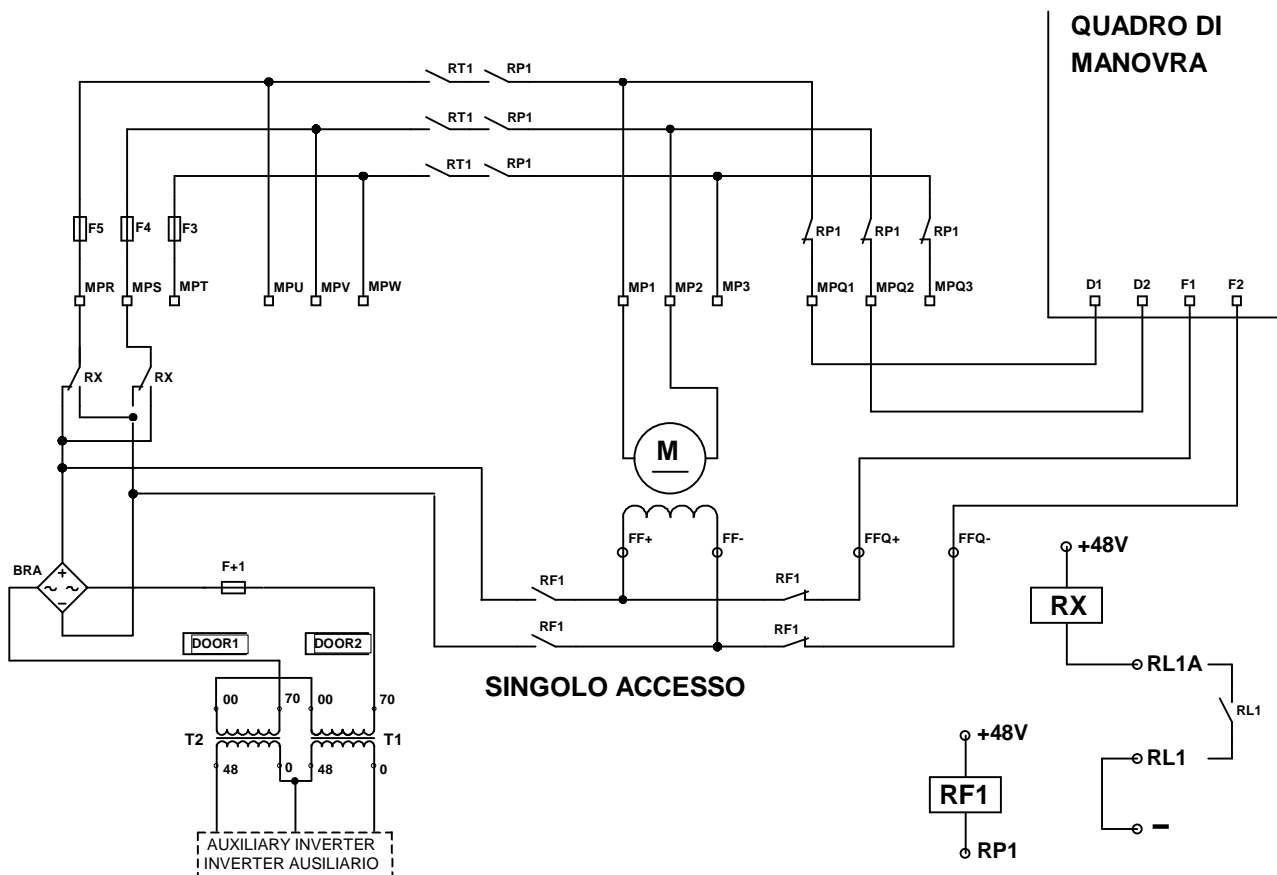 QUADRO DI
MANOVRA
RT1 RP1
RT1 RP1
RT1 RP1
F5 F4 F3
RP1 RP1 RP1
MPR MPS MPT MPU MPV MPW MP1 MP2 MP3 MPQ1 MPQ2 MPQ3
D1 D2 F1 F2
RX RX
M
FF+ FF- FFQ+ FFQ-
+48V
BRA + ~ ~ −
F+1
RF1 RF1
RX
RF1 RF1
DOOR1 DOOR2
RL1A
SINGOLO ACCESSO
00 70 00 70
RL1
T2 T1
+48V
48 0 48 0
RL1
RF1
AUXILIARY INVERTER
INVERTER AUSILIARIO
RP1
−